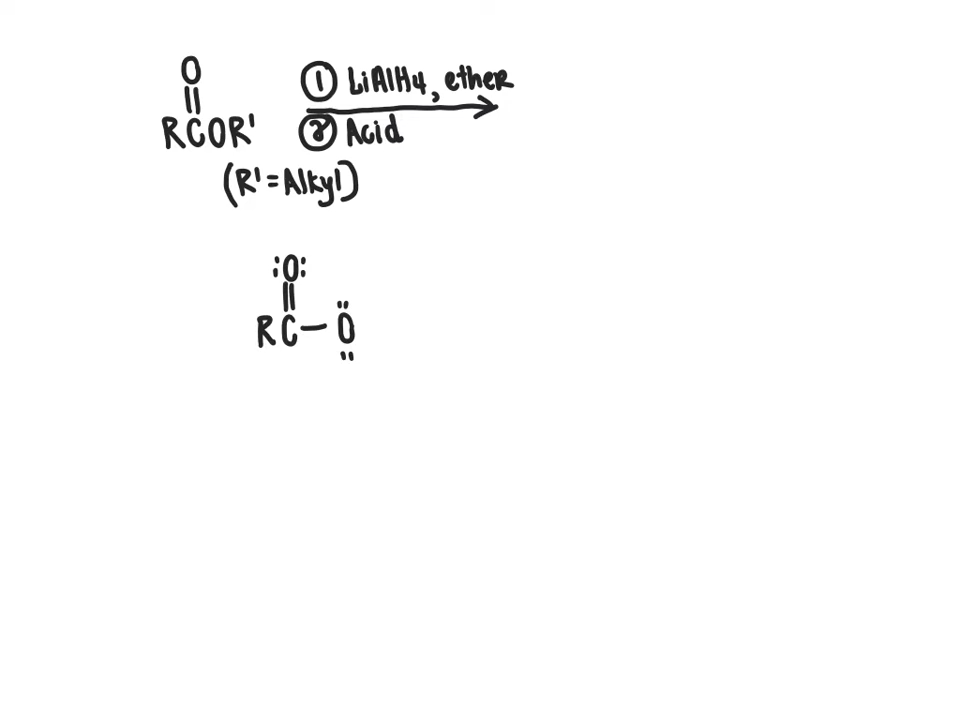 O
RCOR' ① LiAlH4, ether
② Acid
(R' = Alkyl)
:O:
RC—O